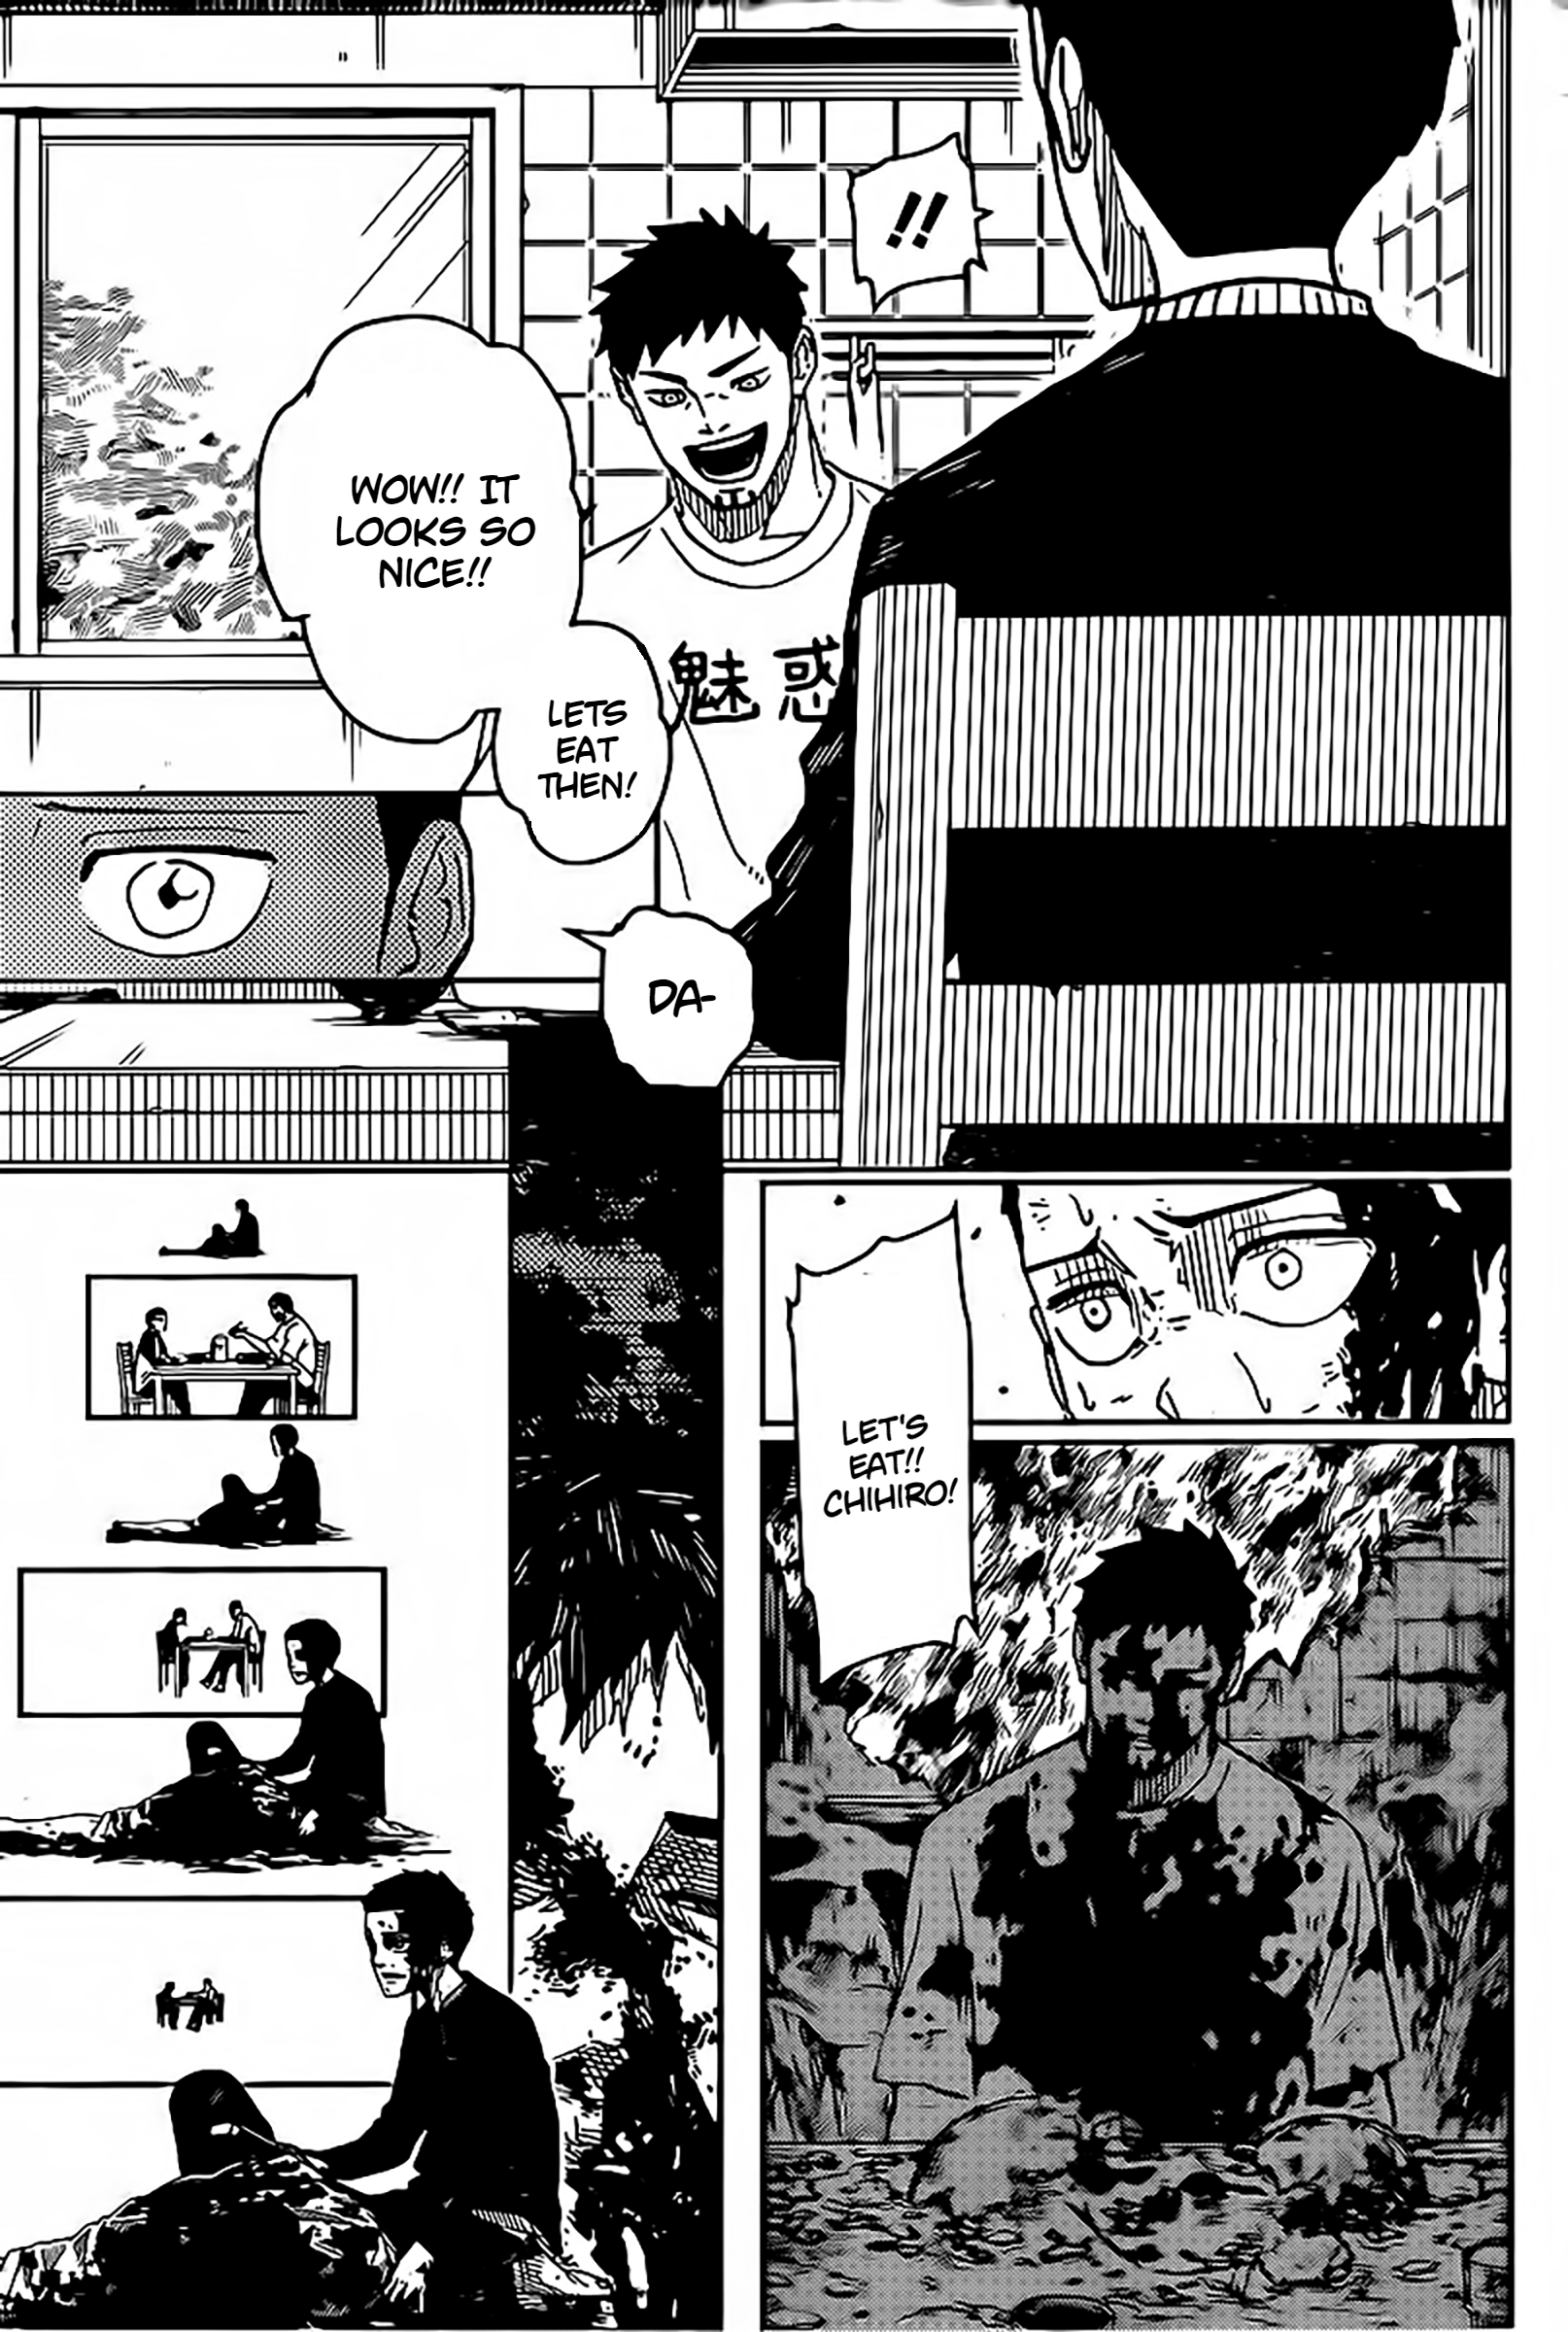 !!
WOW!! IT
LOOKS SO
NICE!!
LETS
EAT
THEN!
魅惑
DA-
LET'S
EAT!!
CHIHIRO!